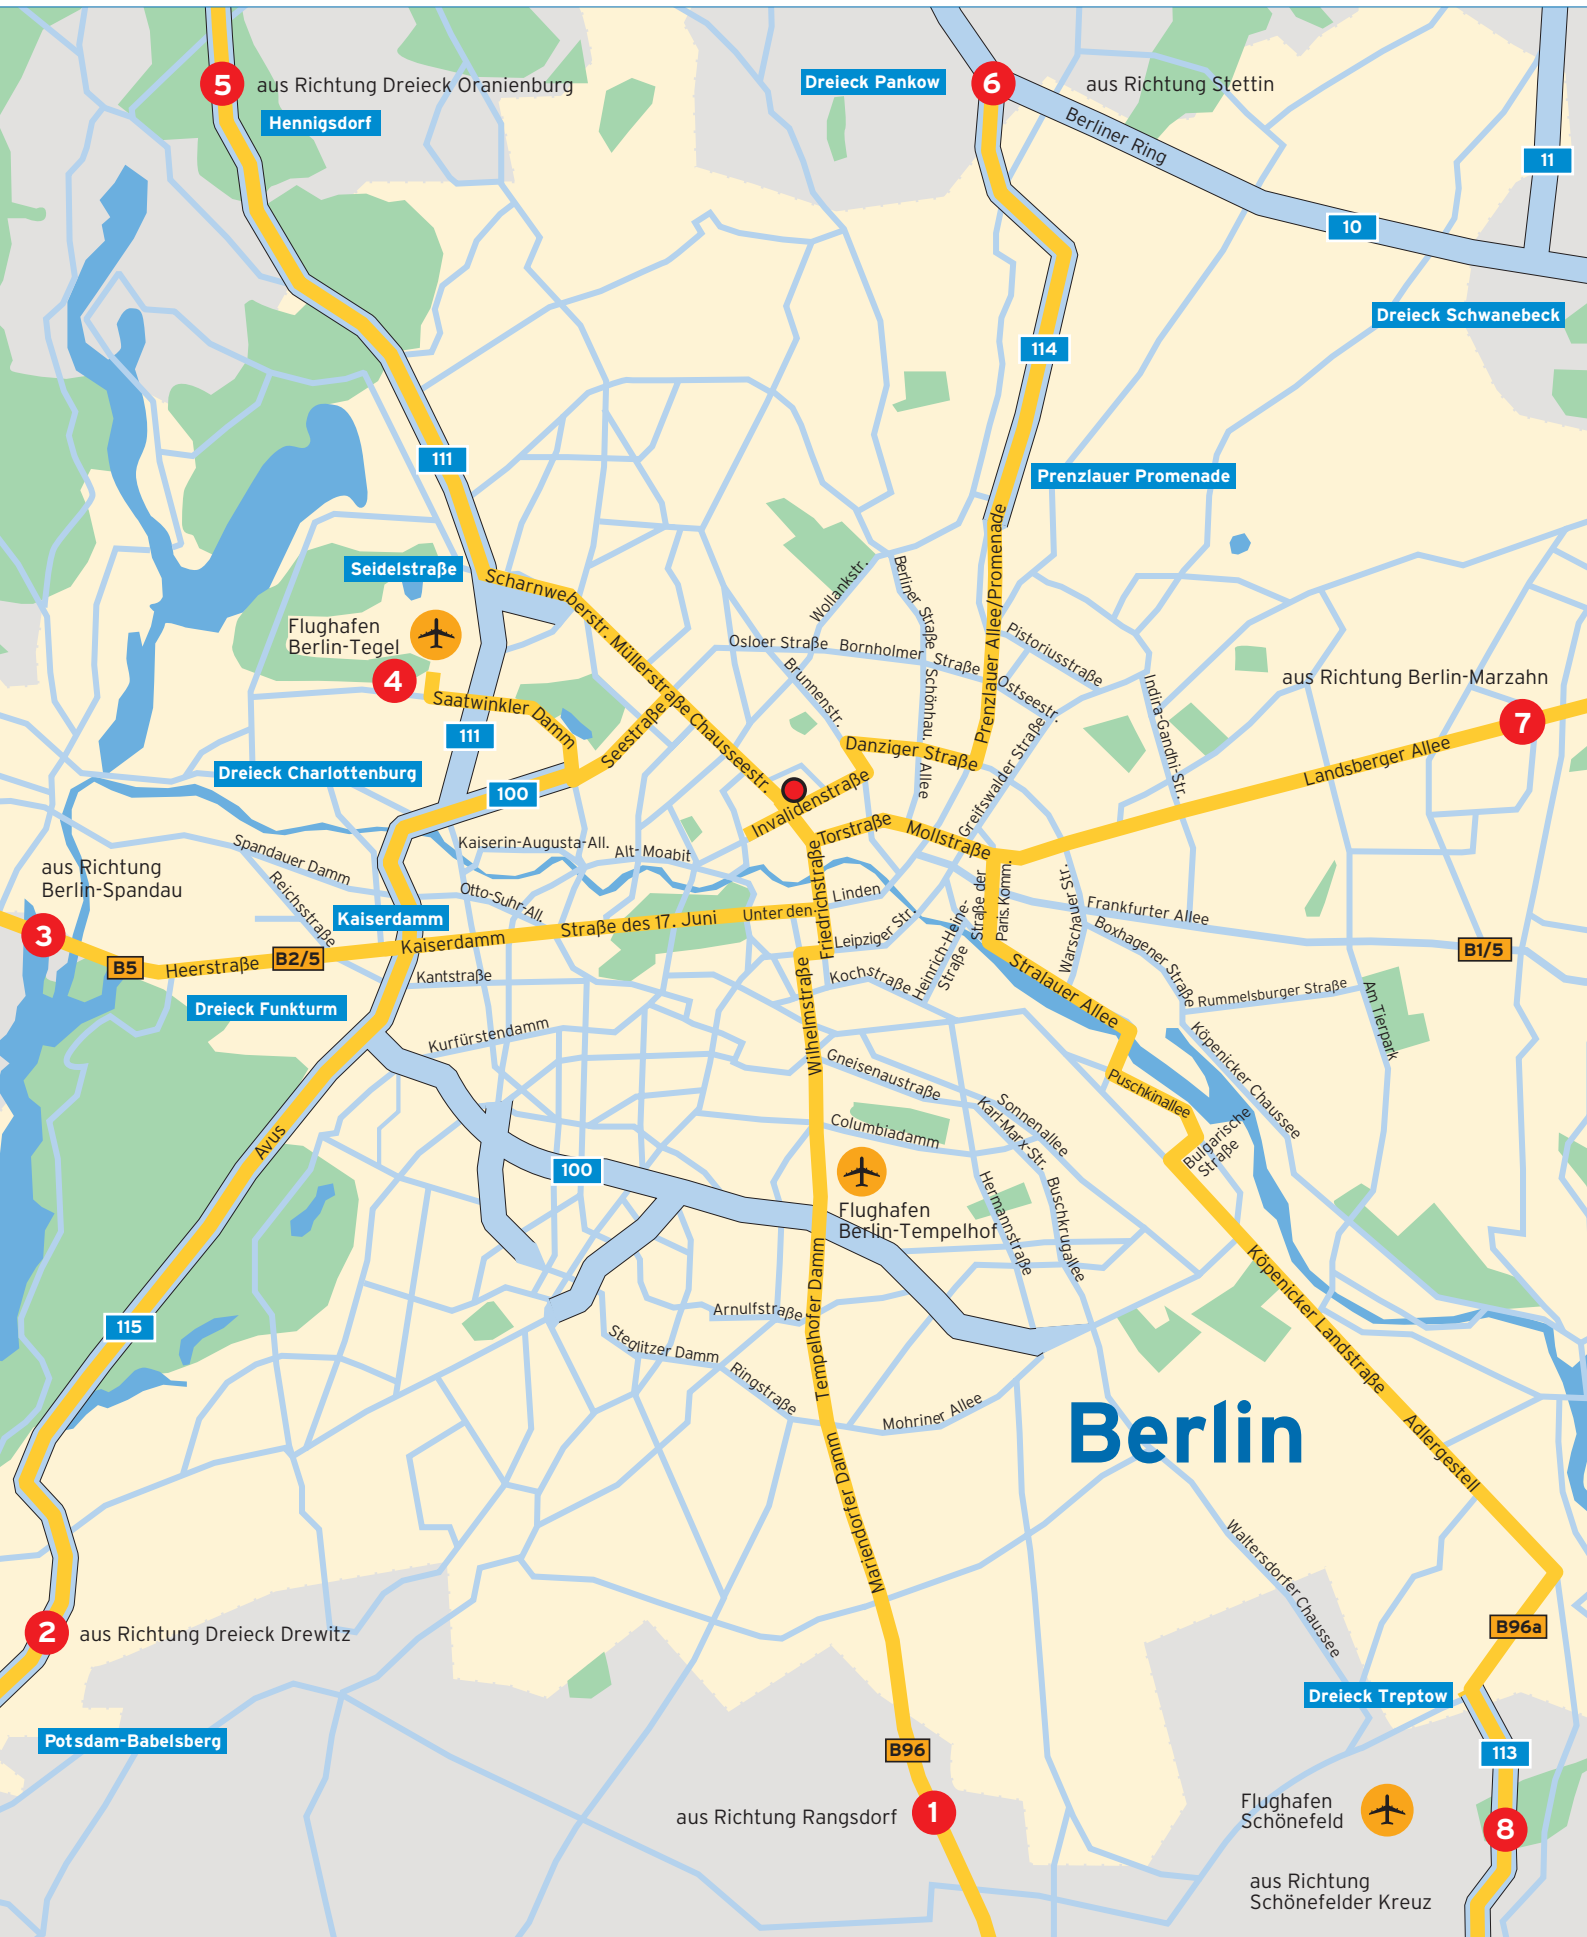 5
aus Richtung Dreieck Oranienburg
Hennigsdorf
Dreieck Pankow
6
aus Richtung Stettin
Berliner Ring
11
10
Dreieck Schwanebeck
114
111
Prenzlauer Promenade
Seidelstraße
Scharnweberstr.
Müllerstraße
Chausseestr.
Flughafen
Berlin-Tegel
4
Saatwinkler Damm
Seestraße
Wollankstr.
Berliner Straße
Schönhau. Allee
Prenzlauer Allee/Promenade
Osloer Straße
Bornholmer Straße
Pistoriusstraße
Ostseestr.
Brunnenstr.
Indira-Gandhi-Str.
aus Richtung Berlin-Marzahn
7
Landsberger Allee
111
Danziger Straße
Greifswalder Straße
Dreieck Charlottenburg
100
Invalidenstraße
Torstraße
Mollstraße
Kaiserin-Augusta-All.
Alt-Moabit
Spandauer Damm
Reichsstraße
Otto-Suhr-All.
aus Richtung
Berlin-Spandau
3
Kaiserdamm
Kaiserdamm
Straße des 17. Juni
Unter den
Linden
Friedrichstraße
Leipziger Str.
Heinrich-Heine-
Straße
Straße der
Paris.Komm.
Warschauer Str.
Frankfurter Allee
Boxhagener Straße
B1/5
B5
Heerstraße
B2/5
Kantstraße
Kochstraße
Wilhelmstraße
Stralauer Allee
Rummelsburger Straße
Am Tierpark
Dreieck Funkturm
Kurfürstendamm
Gneisenaustraße
Köpenicker Chaussee
Puschkinallee
Bulgarische
Straße
Sonnenallee
Karl-Marx-Str.
Columbiadamm
Avus
100
Flughafen
Berlin-Tempelhof
Hermannstraße
Buschkrugallee
Tempelhofer Damm
Köpenicker Landstraße
115
Arnulfstraße
Steglitzer Damm
Ringstraße
Mohriner Allee
Berlin
Adlergestell
Mariendorfer Damm
Waltersdorfer Chaussee
2
aus Richtung Dreieck Drewitz
B96a
Dreieck Treptow
Potsdam-Babelsberg
B96
113
aus Richtung Rangsdorf
1
Flughafen
Schönefeld
8
aus Richtung
Schönefelder Kreuz